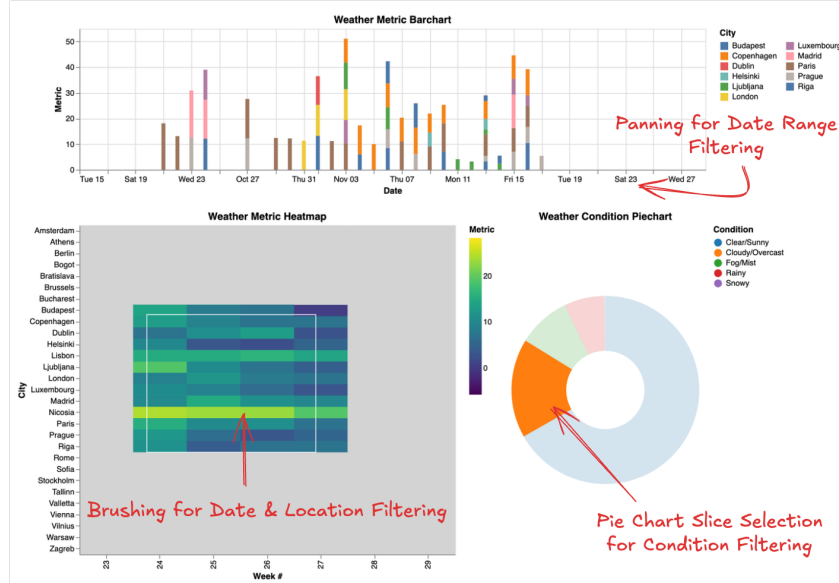 Weather Metric Barchart
50
40
30
20
10
0
Metric
Tue 15 Sat 19 Wed 23 Oct 27 Thu 31 Nov 03 Thu 07 Mon 11 Fri 15 Tue 19 Sat 23 Wed 27
Date
City
Budapest
Copenhagen
Dublin
Helsinki
Ljubljana
London
Luxembourg
Madrid
Paris
Prague
Riga
Panning for Date Range
Filtering
Weather Metric Heatmap
Amsterdam
Athens
Berlin
Bogot
Bratislava
Brussels
Bucharest
Budapest
Copenhagen
Dublin
Helsinki
Lisbon
Ljubljana
London
Luxembourg
Madrid
Nicosia
Paris
Prague
Riga
Rome
Sofia
Stockholm
Tallinn
Valletta
Vienna
Vilnius
Warsaw
Zagreb
City
23 24 25 26 27 28 29
Week #
Brushing for Date & Location Filtering
Metric
20
10
0
Weather Condition Piechart
Condition
Clear/Sunny
Cloudy/Overcast
Fog/Mist
Rainy
Snowy
Pie Chart Slice Selection
for Condition Filtering